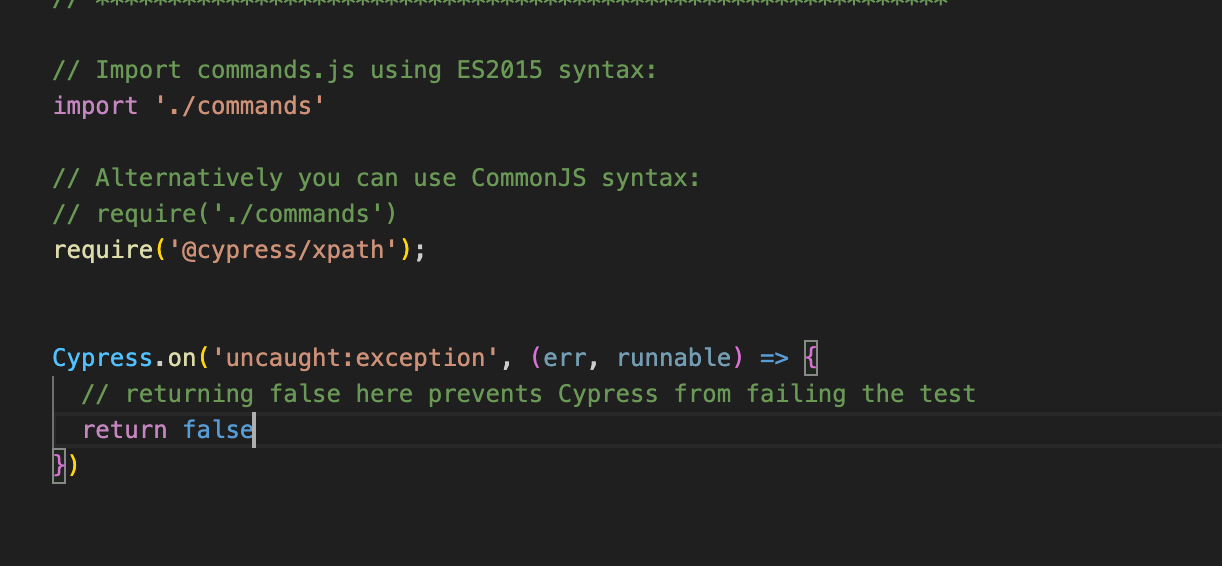 // ***********************************************************
// Import commands.js using ES2015 syntax:
import './commands'
// Alternatively you can use CommonJS syntax:
// require('./commands')
require('@cypress/xpath');
Cypress.on('uncaught:exception', (err, runnable) => {
// returning false here prevents Cypress from failing the test
return false
})